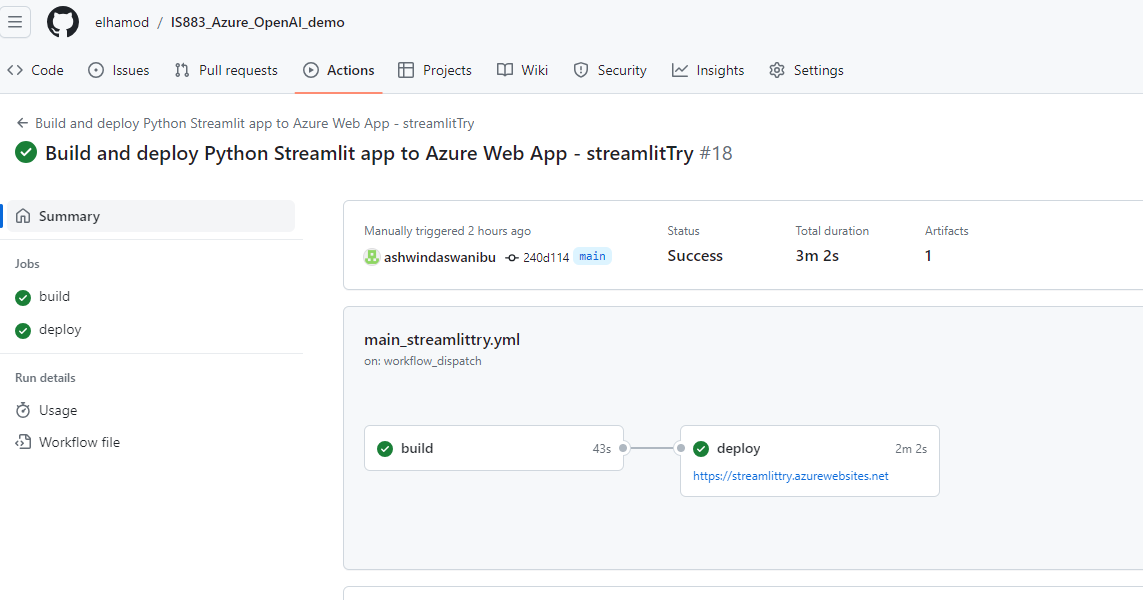 elhamod / IS883_Azure_OpenAI_demo
Code Issues Pull requests Actions Projects Wiki Security Insights Settings
Build and deploy Python Streamlit app to Azure Web App - streamlitTry
Build and deploy Python Streamlit app to Azure Web App - streamlitTry #18
Summary
Jobs
build
deploy
Run details
Usage
Workflow file
Manually triggered 2 hours ago
ashwindaswanibu 240d114 main
Status
Success
Total duration
3m 2s
Artifacts
1
main_streamlittry.yml
on: workflow_dispatch
build 43s
deploy 2m 2s
https://streamlittry.azurewebsites.net